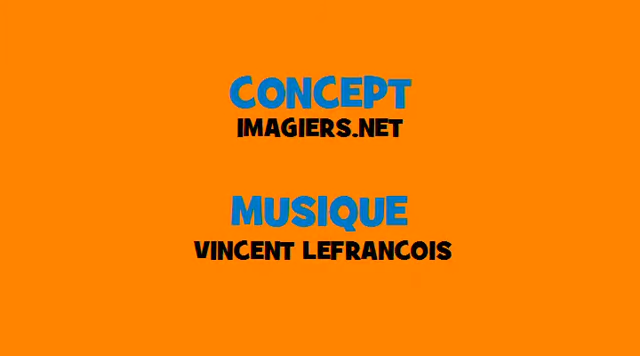 CONCEPT
IMAGIERS.NET
MUSIQUE
VINCENT LEFRANCOIS